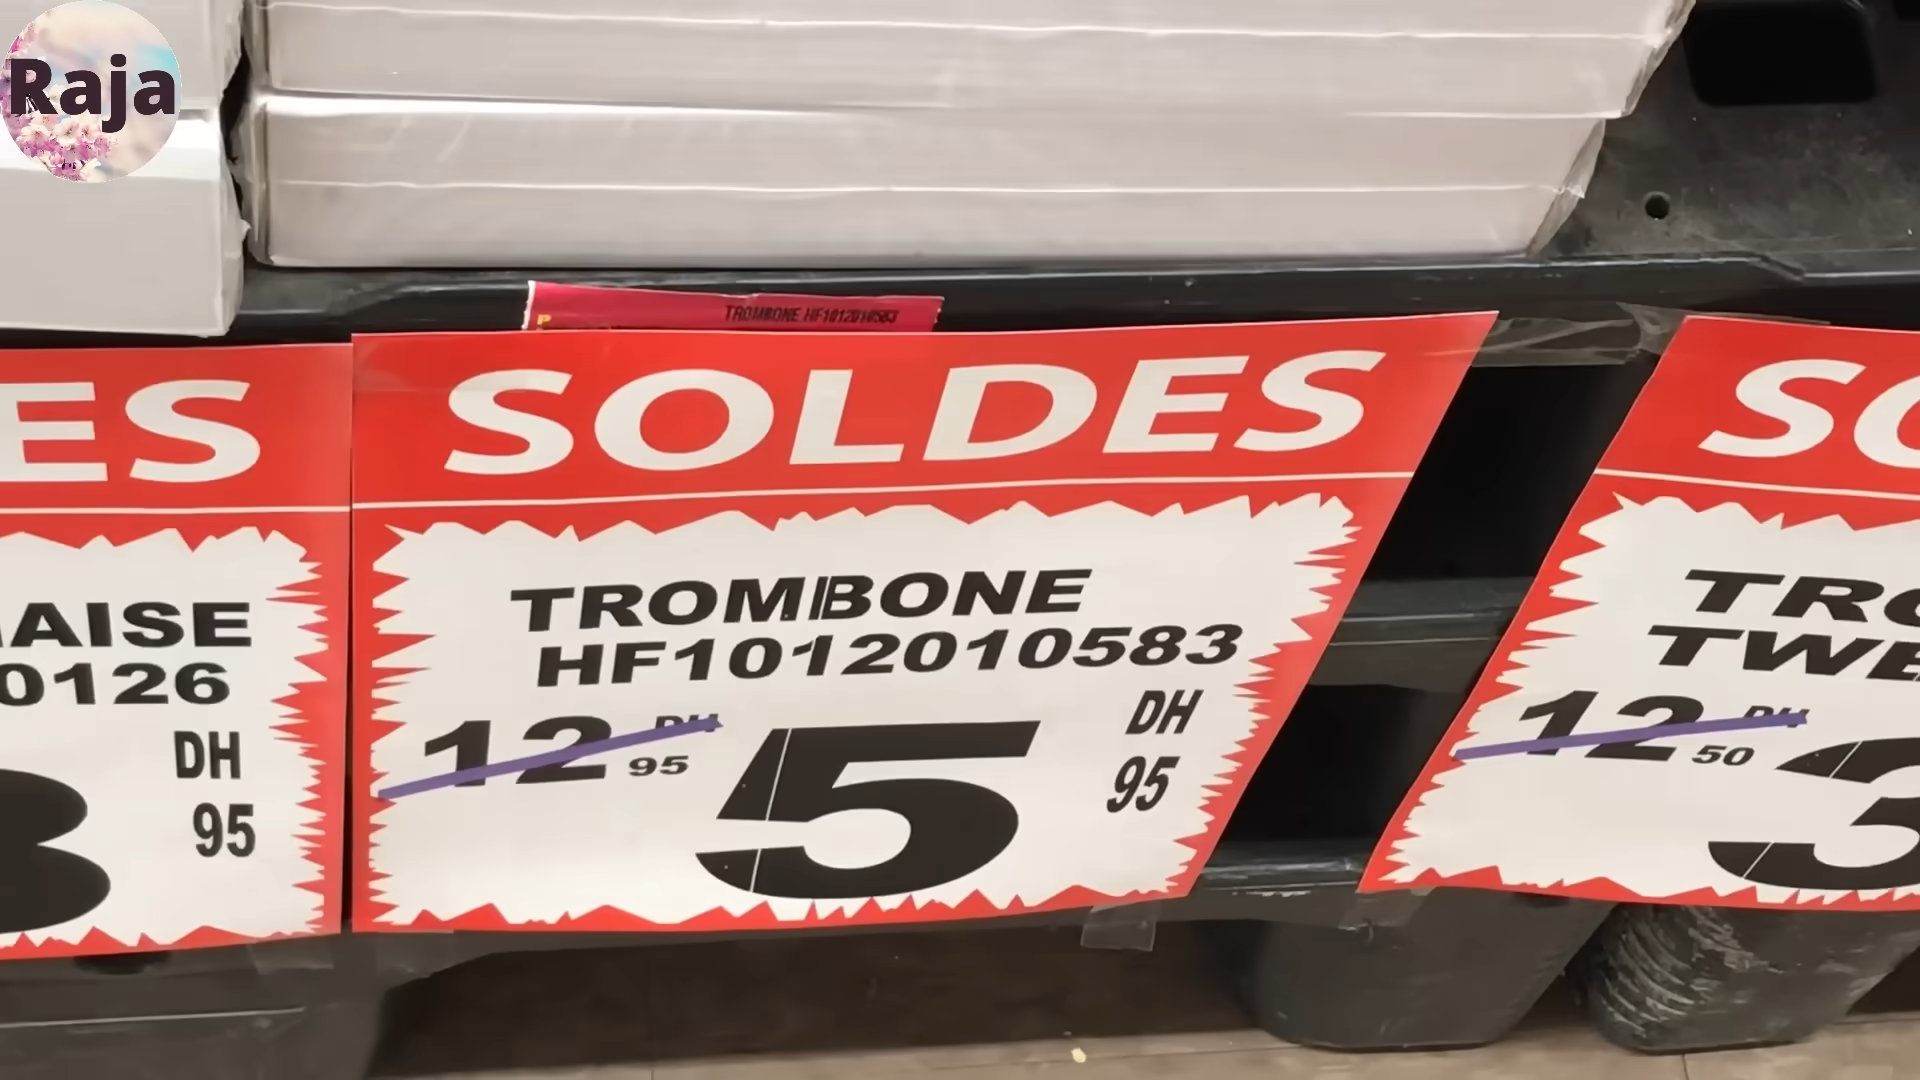 Raja
TROMBONE HF1012010583
P
ES
AISE
0126
DH
95
SOLDES
TROMBONE
HF1012010583
12 DH 95
5 DH 95
SO
TRO
TWE
12 DH 50
3